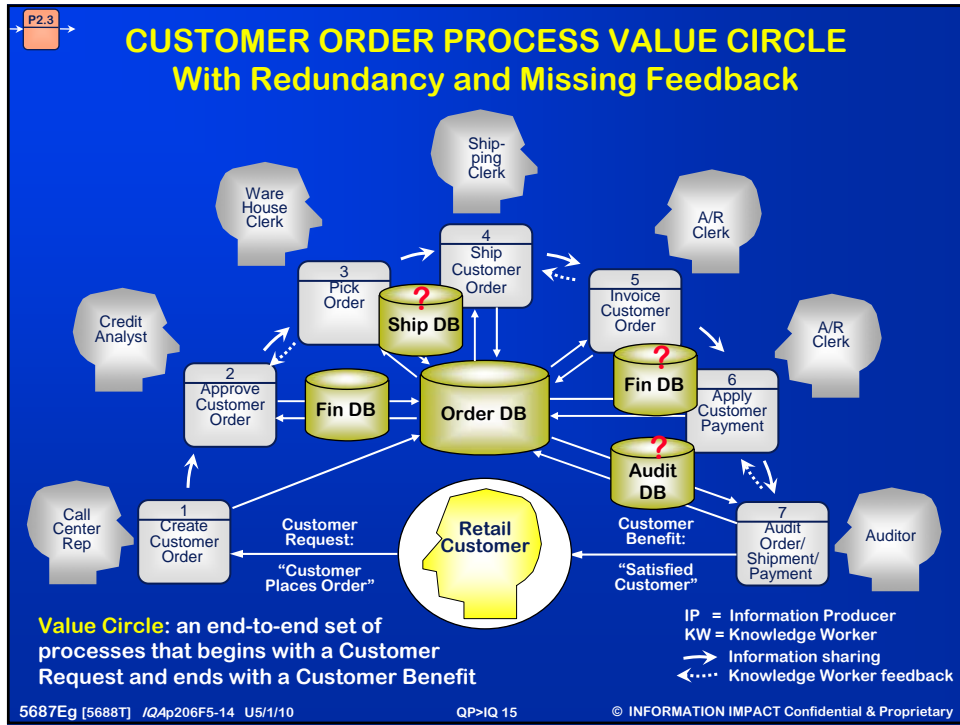 P2.3
CUSTOMER ORDER PROCESS VALUE CIRCLE
With Redundancy and Missing Feedback
Ship-
ping
Clerk
Ware
House
Clerk
A/R
Clerk
4
Ship
Customer
Order
3
Pick
Order
5
Invoice
Customer
Order
?
Ship DB
Credit
Analyst
A/R
Clerk
2
Approve
Customer
Order
Fin DB
Order DB
?
Fin DB
6
Apply
Customer
Payment
?
Audit
DB
Call
Center
Rep
1
Create
Customer
Order
Customer
Request:
"Customer
Places Order"
Retail
Customer
Customer
Benefit:
"Satisfied
Customer"
7
Audit
Order/
Shipment/
Payment
Auditor
Value Circle: an end-to-end set of
processes that begins with a Customer
Request and ends with a Customer Benefit
IP = Information Producer
KW = Knowledge Worker
Information sharing
Knowledge Worker feedback
5687Eg [5688T] IQAp206F5-14 U5/1/10
QP>IQ 15
© INFORMATION IMPACT Confidential & Proprietary